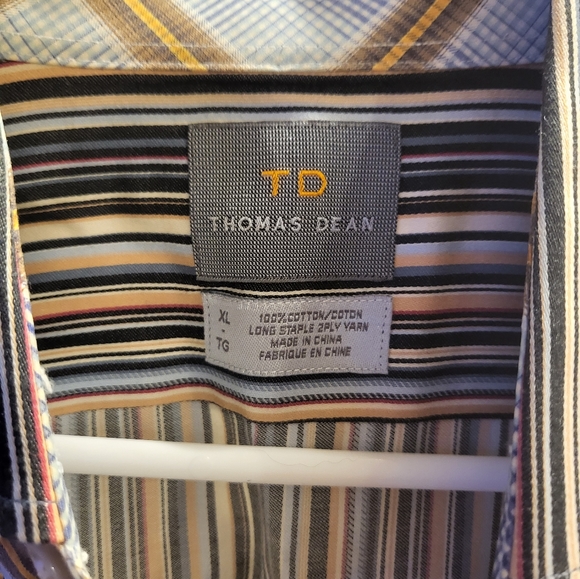 TD
THOMAS DEAN
XL
-
TG
100% COTTON/COTON
LONG STAPLE 2PLY YARN
MADE IN CHINA
FABRIQUE EN CHINE